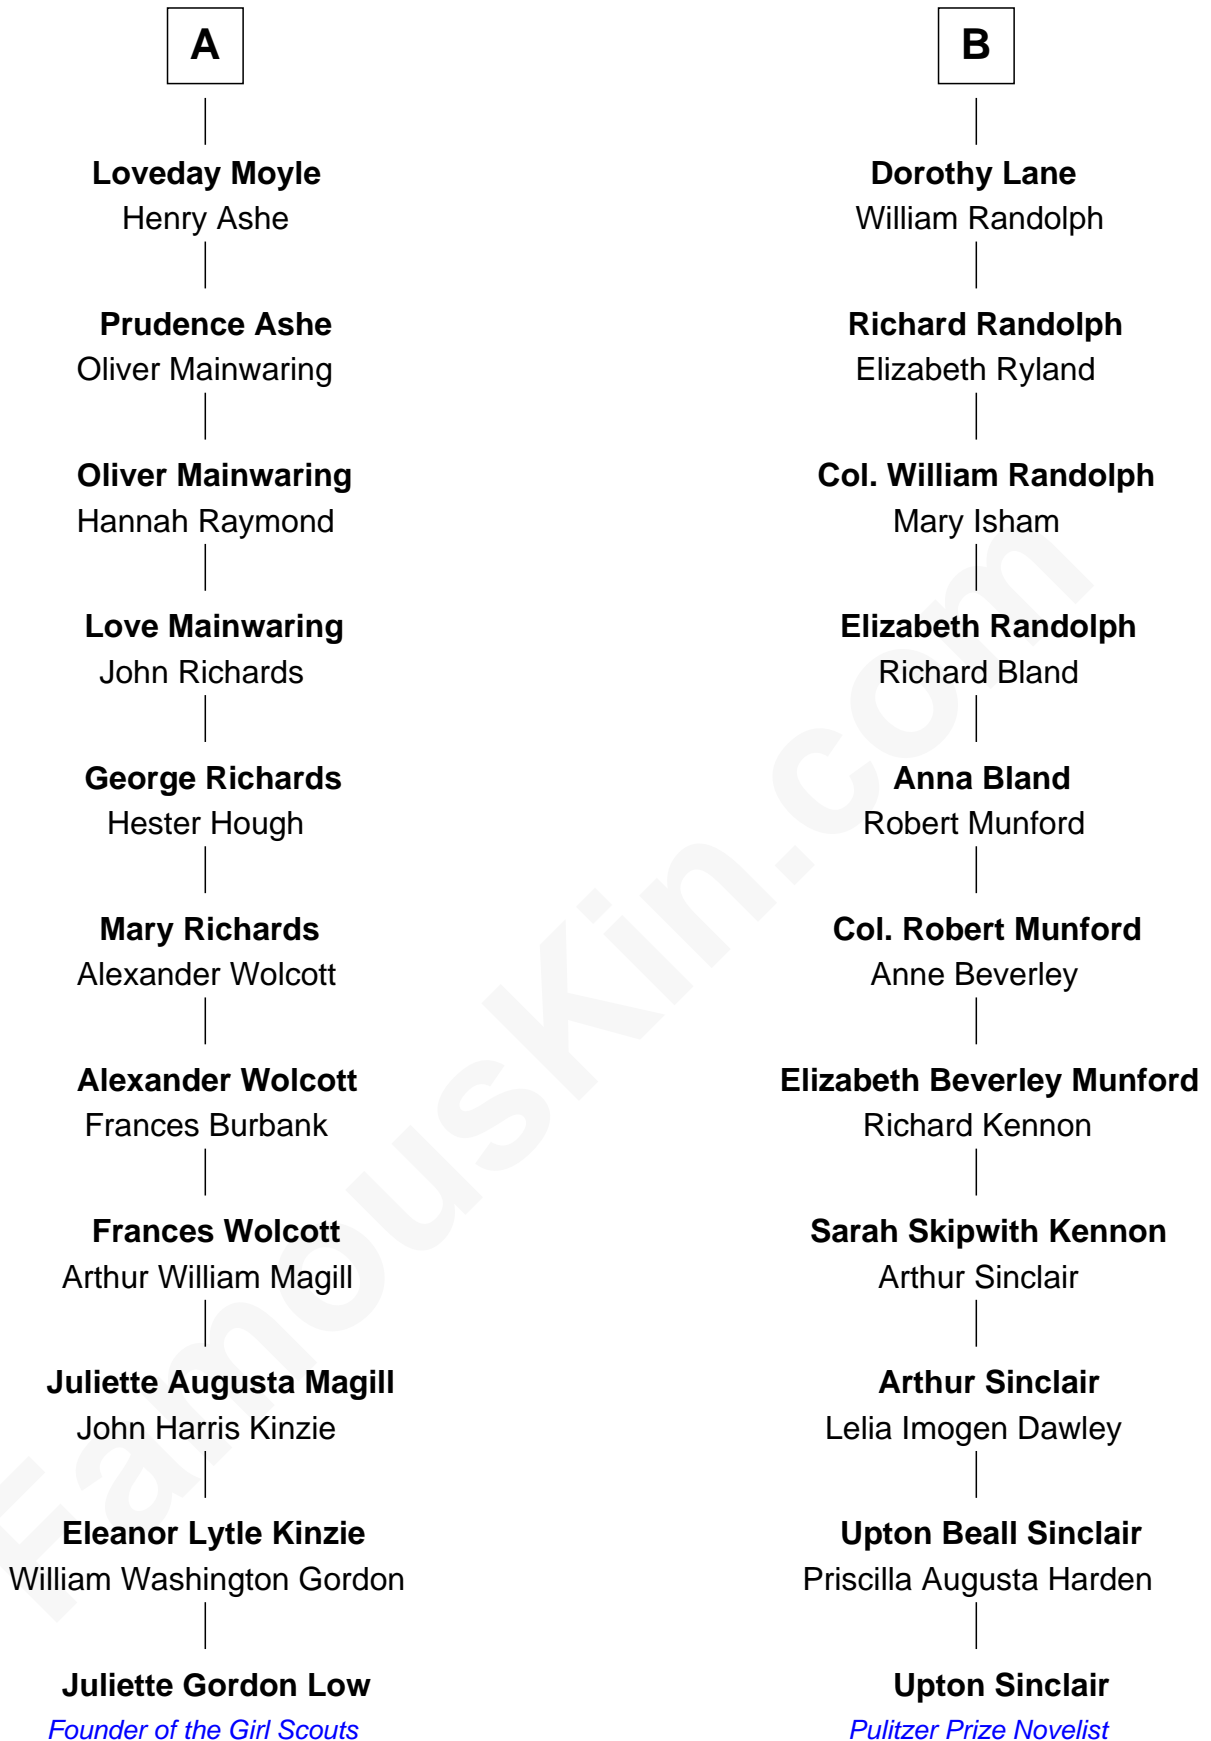 A
Loveday Moyle
Henry Ashe
Prudence Ashe
Oliver Mainwaring
Oliver Mainwaring
Hannah Raymond
Love Mainwaring
John Richards
George Richards
Hester Hough
Mary Richards
Alexander Wolcott
Alexander Wolcott
Frances Burbank
Frances Wolcott
Arthur William Magill
Juliette Augusta Magill
John Harris Kinzie
Eleanor Lytle Kinzie
William Washington Gordon
Juliette Gordon Low
Founder of the Girl Scouts
B
Dorothy Lane
William Randolph
Richard Randolph
Elizabeth Ryland
Col. William Randolph
Mary Isham
Elizabeth Randolph
Richard Bland
Anna Bland
Robert Munford
Col. Robert Munford
Anne Beverley
Elizabeth Beverley Munford
Richard Kennon
Sarah Skipwith Kennon
Arthur Sinclair
Arthur Sinclair
Lelia Imogen Dawley
Upton Beall Sinclair
Priscilla Augusta Harden
Upton Sinclair
Pulitzer Prize Novelist
FamousKin.com